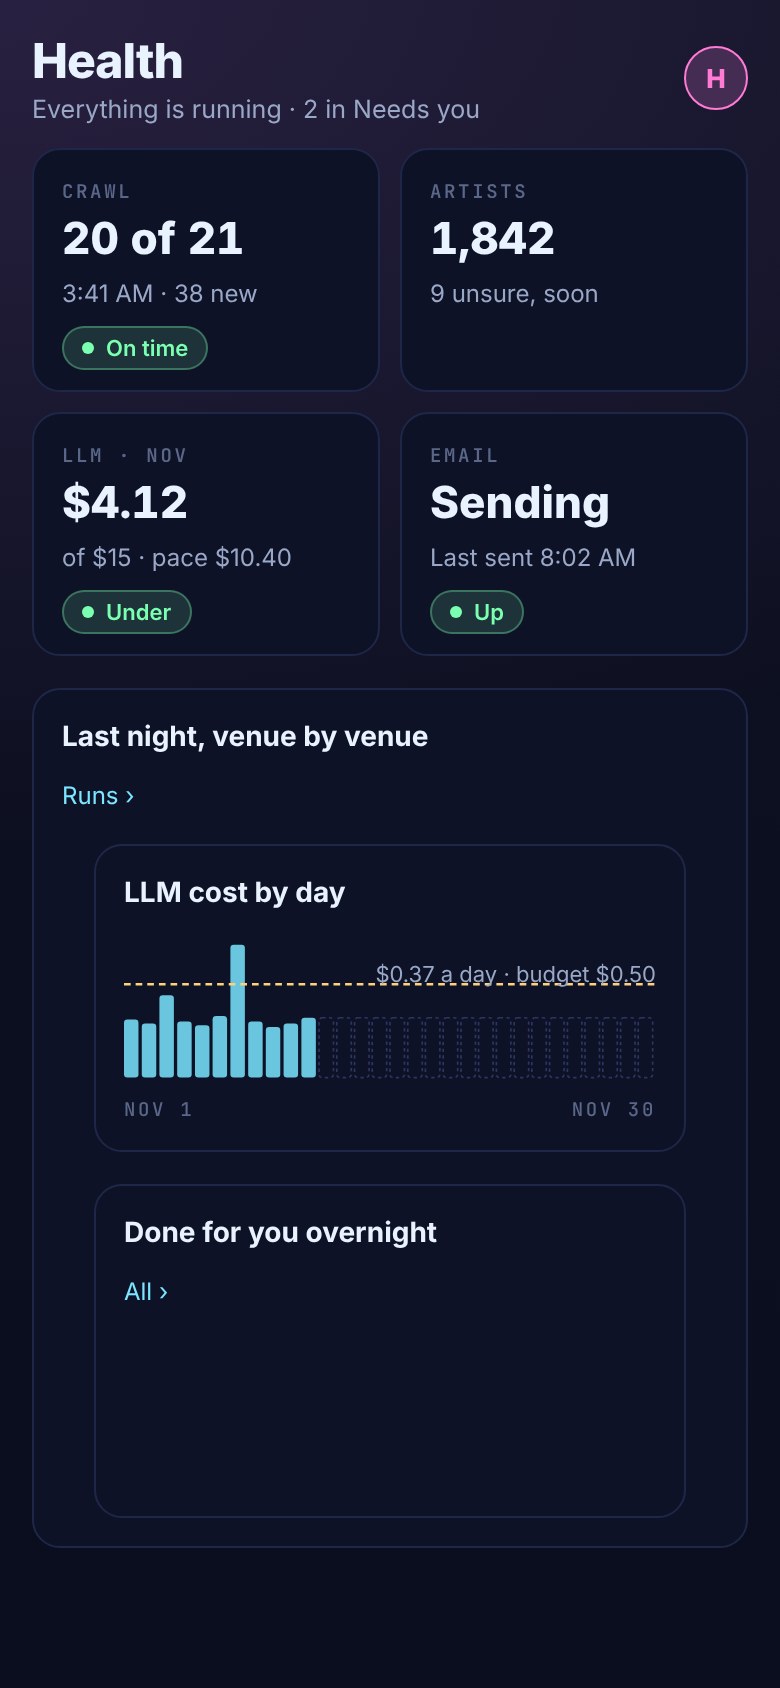 Health
Everything is running · 2 in Needs you
H
CRAWL
20 of 21
3:41 AM · 38 new
On time
ARTISTS
1,842
9 unsure, soon
LLM · NOV
$4.12
of $15 · pace $10.40
Under
EMAIL
Sending
Last sent 8:02 AM
Up
Last night, venue by venue
Runs ›
LLM cost by day
$0.37 a day · budget $0.50
NOV 1
NOV 30
Done for you overnight
All ›